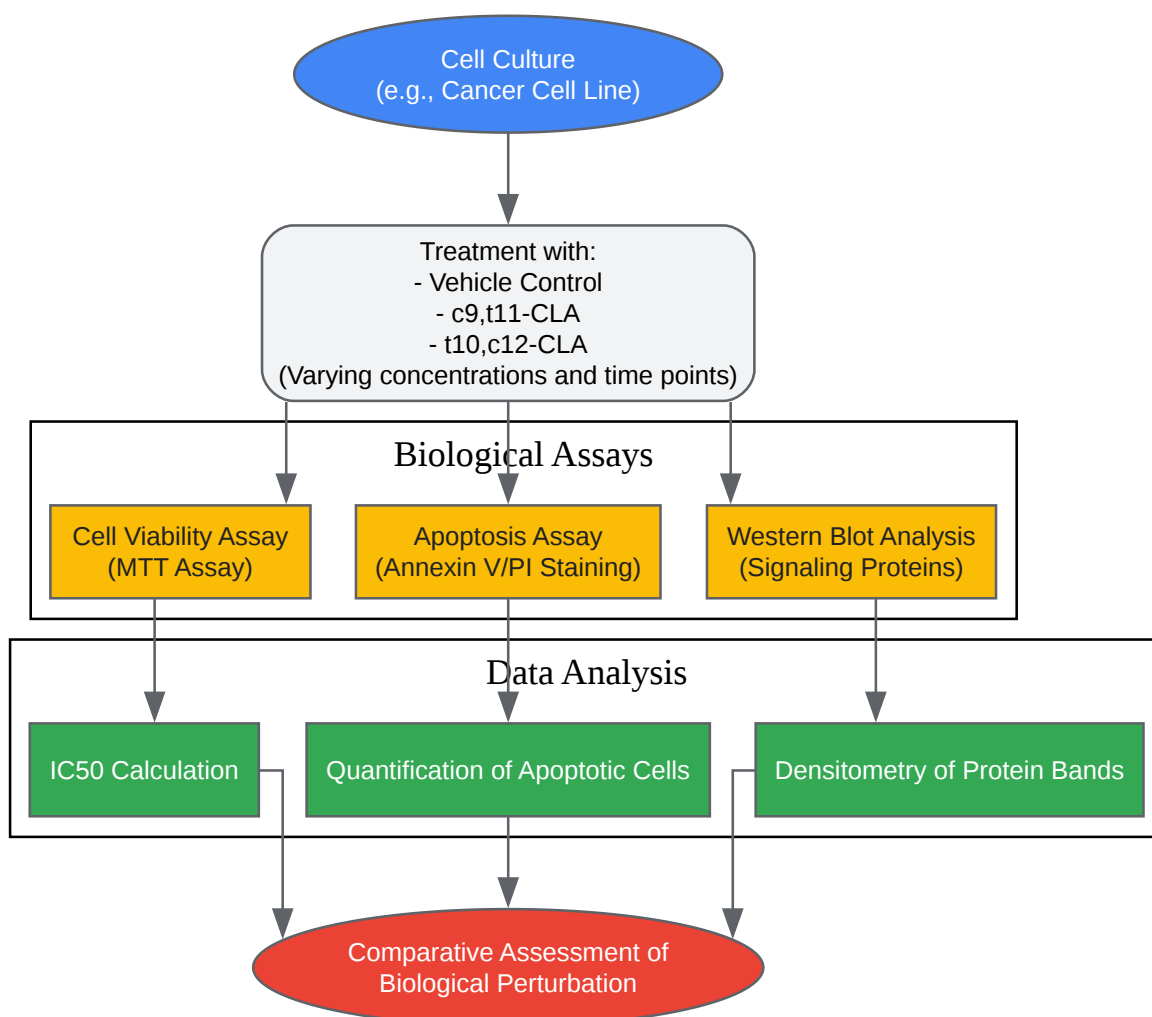 Cell Culture
(e.g., Cancer Cell Line)
Treatment with:
- Vehicle Control
- c9,t11-CLA
- t10,c12-CLA
(Varying concentrations and time points)
Biological Assays
Cell Viability Assay
(MTT Assay)
Apoptosis Assay
(Annexin V/PI Staining)
Western Blot Analysis
(Signaling Proteins)
Data Analysis
IC50 Calculation
Quantification of Apoptotic Cells
Densitometry of Protein Bands
Comparative Assessment of
Biological Perturbation